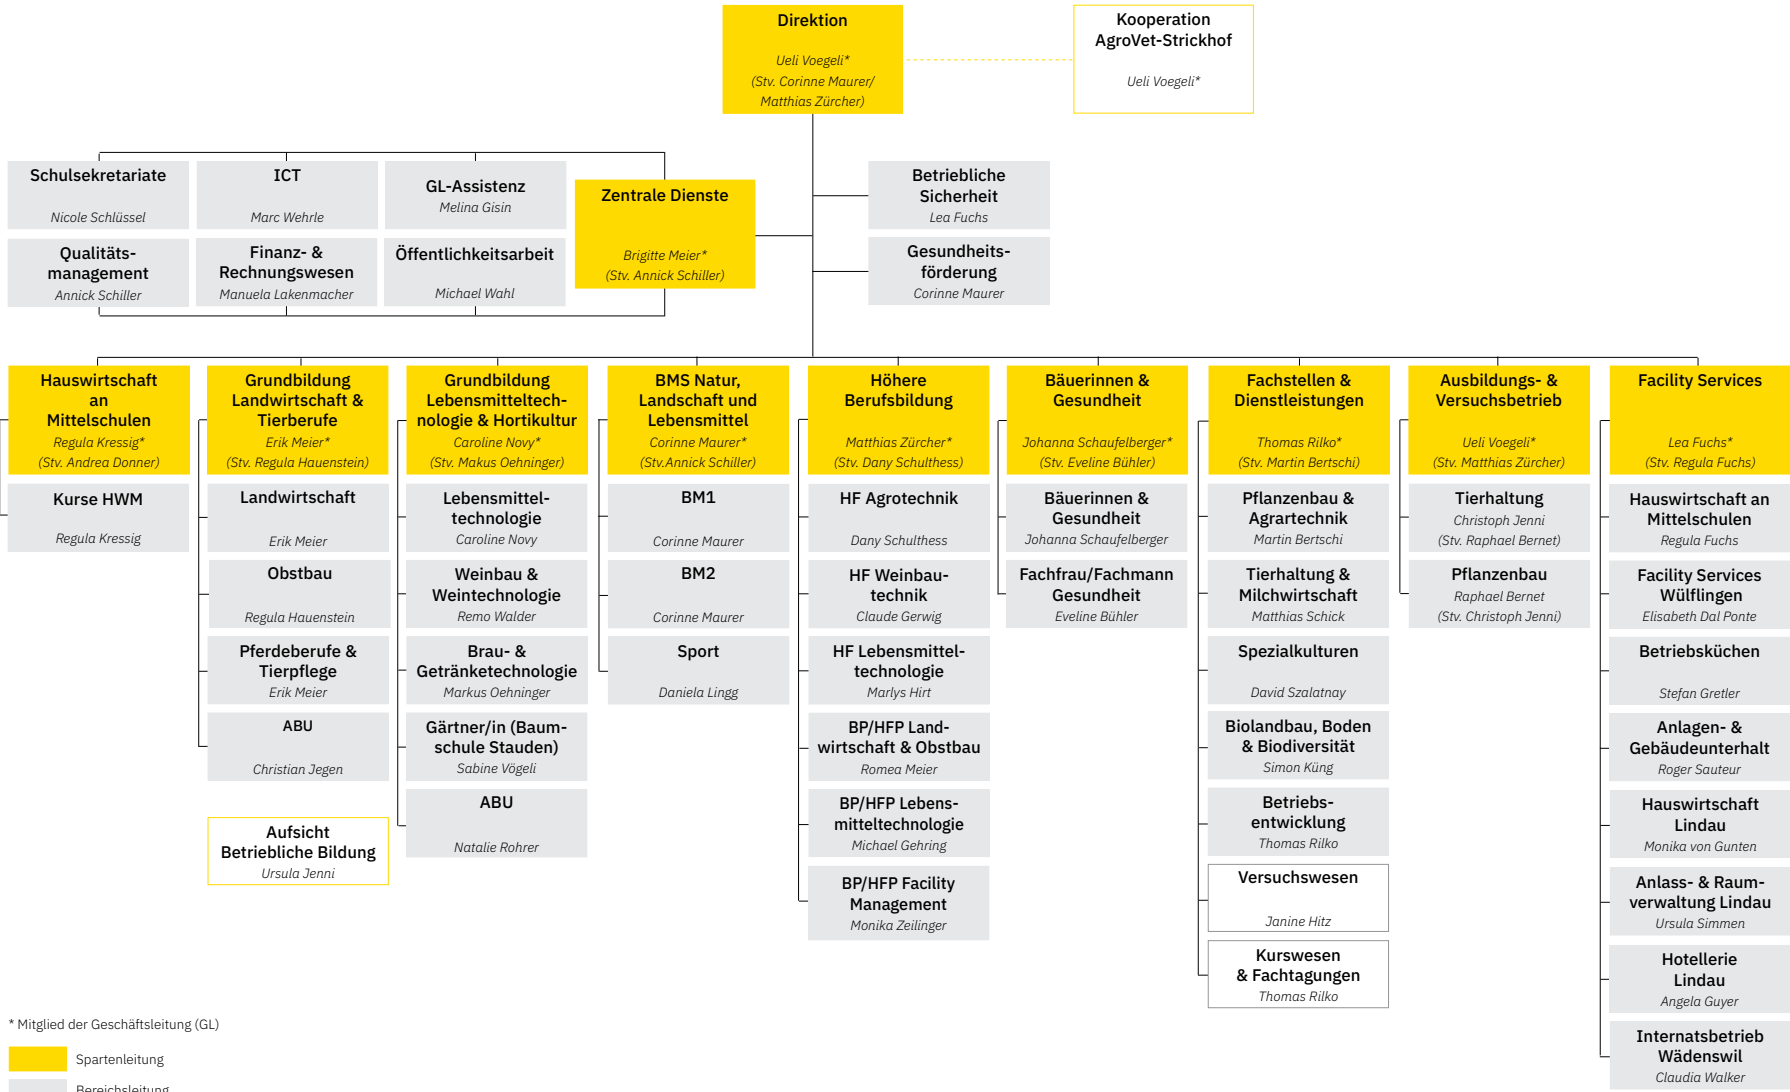 Direktion
Ueli Voegeli*
(Stv. Corinne Maurer/
Matthias Zürcher)
Kooperation
AgroVet-Strickhof
Ueli Voegeli*
Schulsekretariate
Nicole Schlüssel
ICT
Marc Wehrle
GL-Assistenz
Melina Gisin
Zentrale Dienste
Brigitte Meier*
(Stv. Annick Schiller)
Qualitäts-
management
Annick Schiller
Finanz- &
Rechnungswesen
Manuela Lakenmacher
Öffentlichkeitsarbeit
Michael Wahl
Betriebliche
Sicherheit
Lea Fuchs
Gesundheits-
förderung
Corinne Maurer
Hauswirtschaft
an
Mittelschulen
Regula Kressig*
(Stv. Andrea Donner)
Kurse HWM
Regula Kressig
Grundbildung
Landwirtschaft &
Tierberufe
Erik Meier*
(Stv. Regula Hauenstein)
Landwirtschaft
Erik Meier
Obstbau
Regula Hauenstein
Pferdeberufe &
Tierpflege
Erik Meier
ABU
Christian Jegen
Aufsicht
Betriebliche Bildung
Ursula Jenni
Grundbildung
Lebensmitteltech-
nologie & Hortikultur
Caroline Novy*
(Stv. Makus Oehninger)
Lebensmittel-
technologie
Caroline Novy
Weinbau &
Weintechnologie
Remo Walder
Brau- &
Getränketechnologie
Markus Oehninger
Gärtner/in (Baum-
schule Stauden)
Sabine Vögeli
ABU
Natalie Rohrer
BMS Natur,
Landschaft und
Lebensmittel
Corinne Maurer*
(Stv.Annick Schiller)
BM1
Corinne Maurer
BM2
Corinne Maurer
Sport
Daniela Lingg
Höhere
Berufsbildung
Matthias Zürcher*
(Stv. Dany Schulthess)
HF Agrotechnik
Dany Schulthess
HF Weinbau-
technik
Claude Gerwig
HF Lebensmittel-
technologie
Marlys Hirt
BP/HFP Land-
wirtschaft & Obstbau
Romea Meier
BP/HFP Lebens-
mitteltechnologie
Michael Gehring
BP/HFP Facility
Management
Monika Zeilinger
Bäuerinnen &
Gesundheit
Johanna Schaufelberger*
(Stv. Eveline Bühler)
Bäuerinnen &
Gesundheit
Johanna Schaufelberger
Fachfrau/Fachmann
Gesundheit
Eveline Bühler
Fachstellen &
Dienstleistungen
Thomas Rilko*
(Stv. Martin Bertschi)
Pflanzenbau &
Agrartechnik
Martin Bertschi
Tierhaltung &
Milchwirtschaft
Matthias Schick
Spezialkulturen
David Szalatnay
Biolandbau, Boden
& Biodiversität
Simon Küng
Betriebs-
entwicklung
Thomas Rilko
Versuchswesen
Janine Hitz
Kurswesen
& Fachtagungen
Thomas Rilko
Ausbildungs- &
Versuchsbetrieb
Ueli Voegeli*
(Stv. Matthias Zürcher)
Tierhaltung
Christoph Jenni
(Stv. Raphael Bernet)
Pflanzenbau
Raphael Bernet
(Stv. Christoph Jenni)
Facility Services
Lea Fuchs*
(Stv. Regula Fuchs)
Hauswirtschaft an
Mittelschulen
Regula Fuchs
Facility Services
Wülflingen
Elisabeth Dal Ponte
Betriebsküchen
Stefan Gretler
Anlagen- &
Gebäudeunterhalt
Roger Sauteur
Hauswirtschaft
Lindau
Monika von Gunten
Anlass- & Raum-
verwaltung Lindau
Ursula Simmen
Hotellerie
Lindau
Angela Guyer
Internatsbetrieb
Wädenswil
Claudia Walker
* Mitglied der Geschäftsleitung (GL)
Spartenleitung
Bereichsleitung